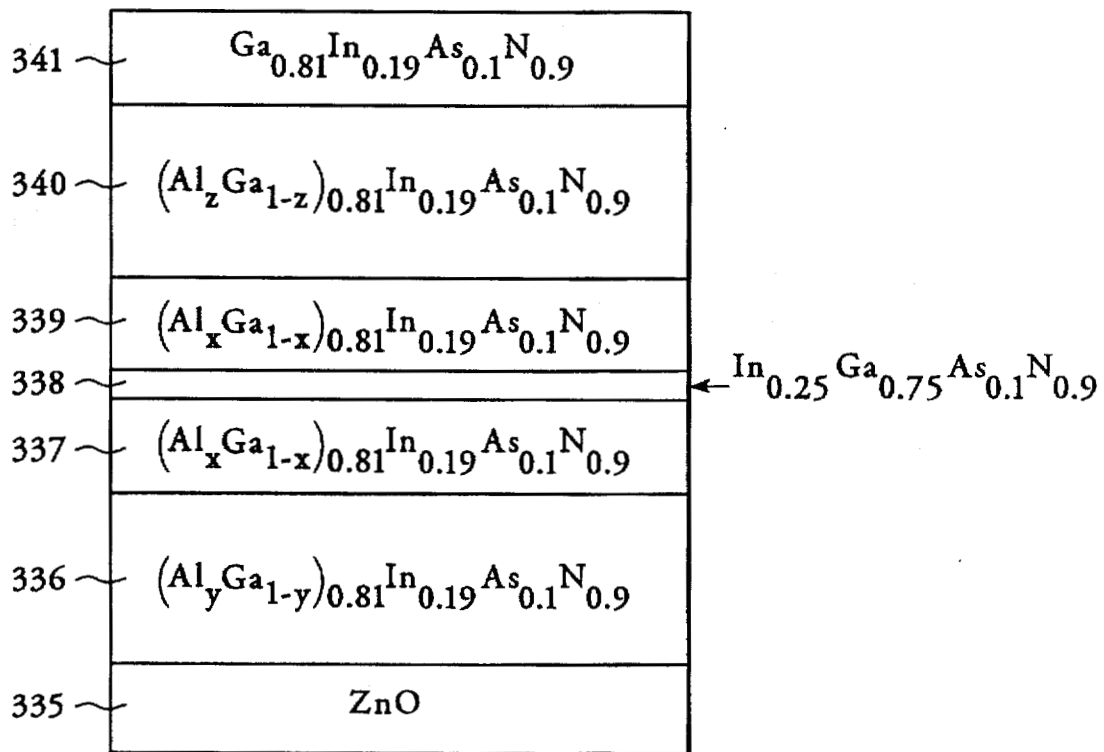 341 Ga0.81In0.19As0.1N0.9
340 (AlzGa1-z)0.81In0.19As0.1N0.9
339 (AlxGa1-x)0.81In0.19As0.1N0.9
338 In0.25Ga0.75As0.1N0.9
337 (AlxGa1-x)0.81In0.19As0.1N0.9
336 (AlyGa1-y)0.81In0.19As0.1N0.9
335 ZnO